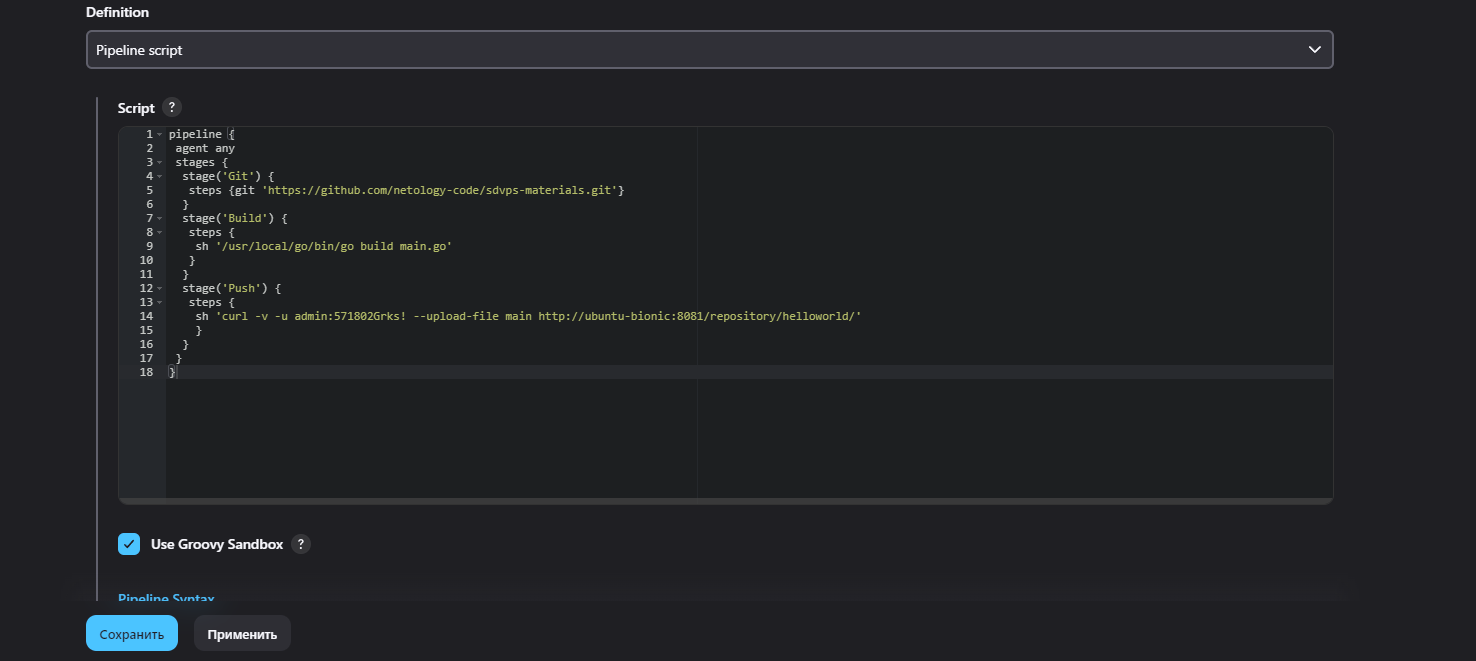 Definition
Pipeline script
Script ?
1 pipeline {
2 agent any
3 stages {
4 stage('Git') {
5 steps {git 'https://github.com/netology-code/sdvps-materials.git'}
6 }
7 stage('Build') {
8 steps {
9 sh '/usr/local/go/bin/go build main.go'
10 }
11 }
12 stage('Push') {
13 steps {
14 sh 'curl -v -u admin:571802Grks! --upload-file main http://ubuntu-bionic:8081/repository/helloworld/'
15 }
16 }
17 }
18 }
Use Groovy Sandbox ?
Pipeline Syntax
Сохранить Применить